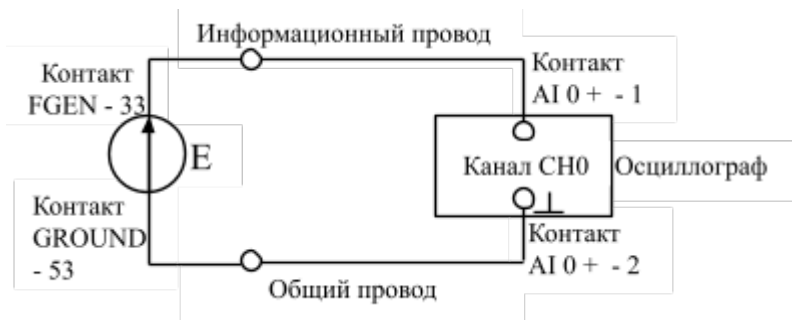 Информационный провод
Контакт
FGEN - 33
Контакт
AI 0 + - 1
E
Канал CH0
Осциллограф
Контакт
GROUND
- 53
Контакт
AI 0 + - 2
Общий провод